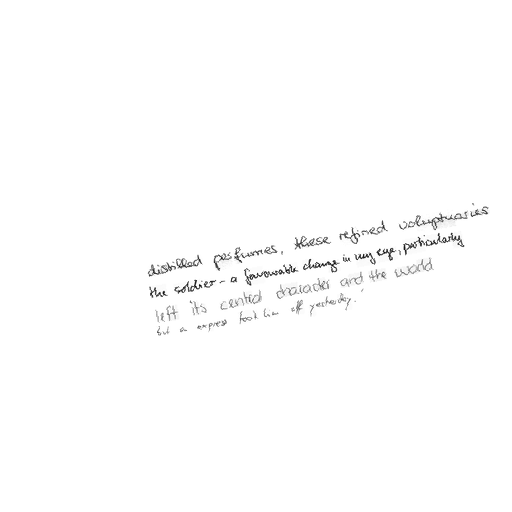 distilled perfumes, these refined voluptuaries
the soldier - a favourable change in my eye, particularly
left its central character and the world
but a express took him off yesterday."